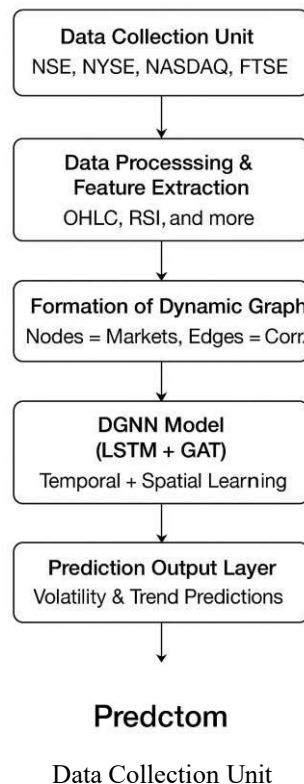 Data Collection Unit
NSE, NYSE, NASDAQ, FTSE
Data Processsing &
Feature Extraction
OHLC, RSI, and more
Formation of Dynamic Graph
Nodes = Markets, Edges = Corr.
DGNN Model
(LSTM + GAT)
Temporal + Spatial Learning
Prediction Output Layer
Volatility & Trend Predictions
Predctom
Data Collection Unit